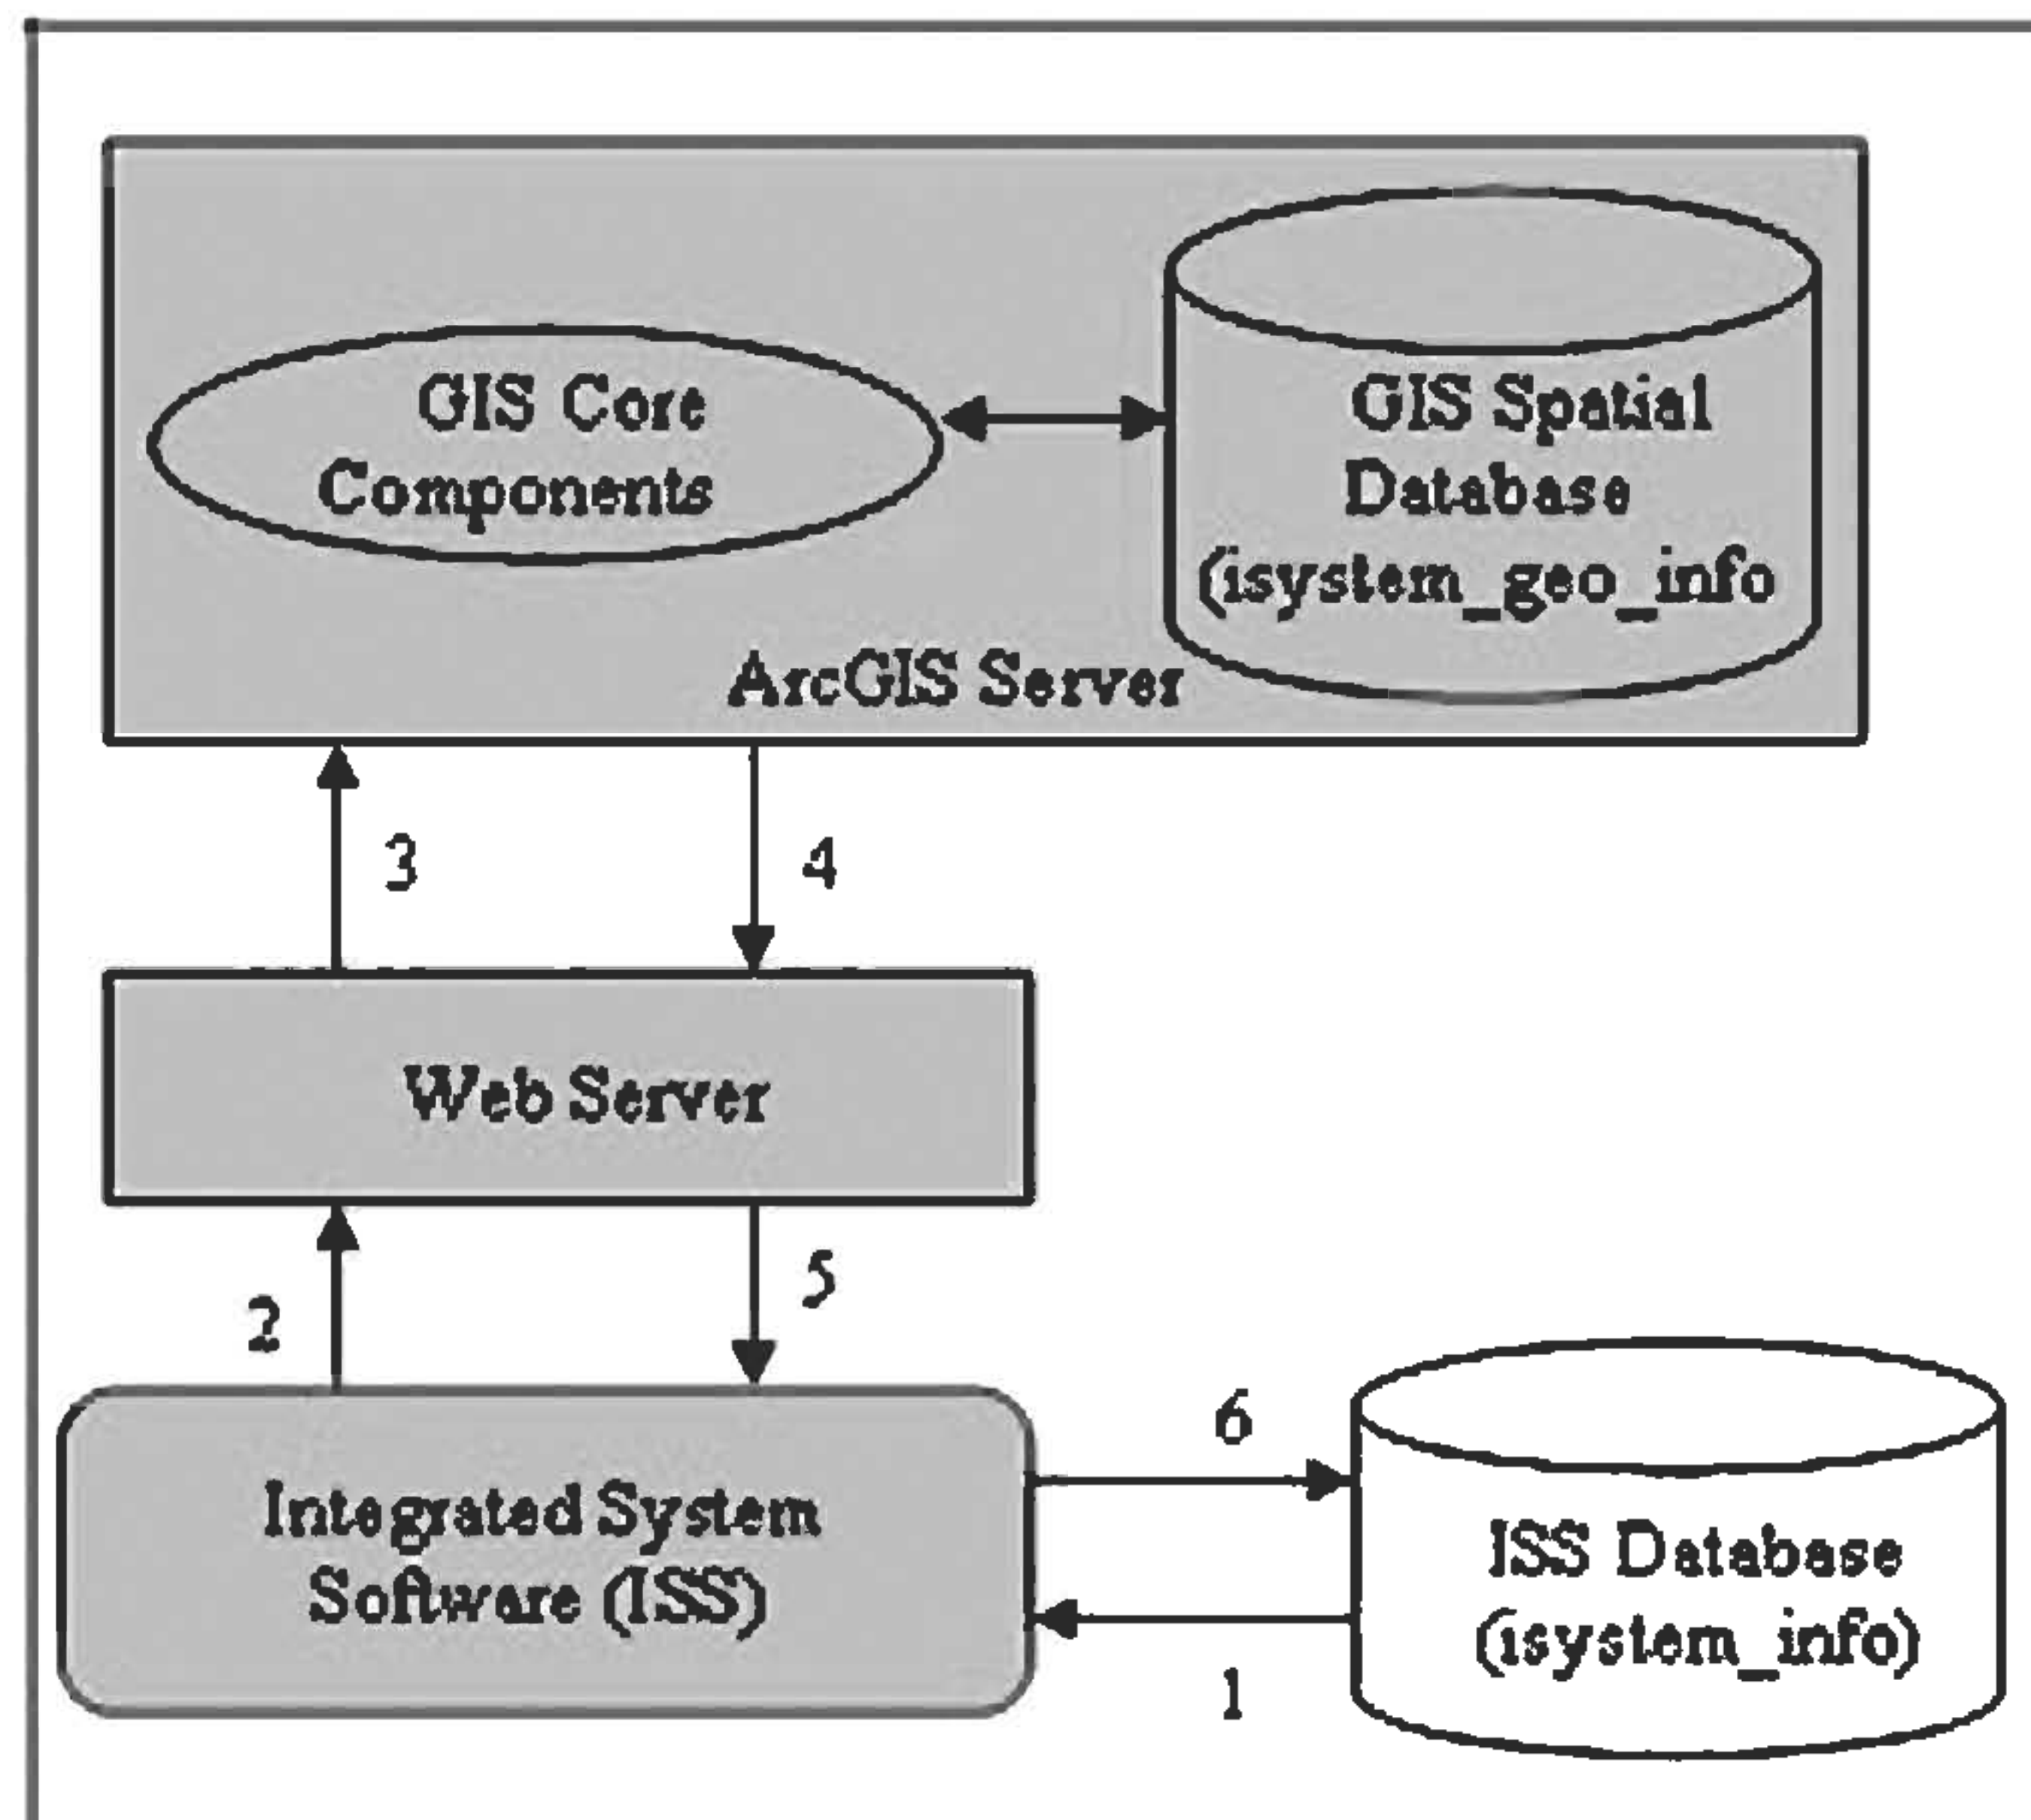 GIS Core
Components
GIS Spatial
Database
(isystem_geo_info
ArcGIS Server
3
4
Web Server
2
5
Integrated System
Software (ISS)
6
1
ISS Database
(isystem_info)